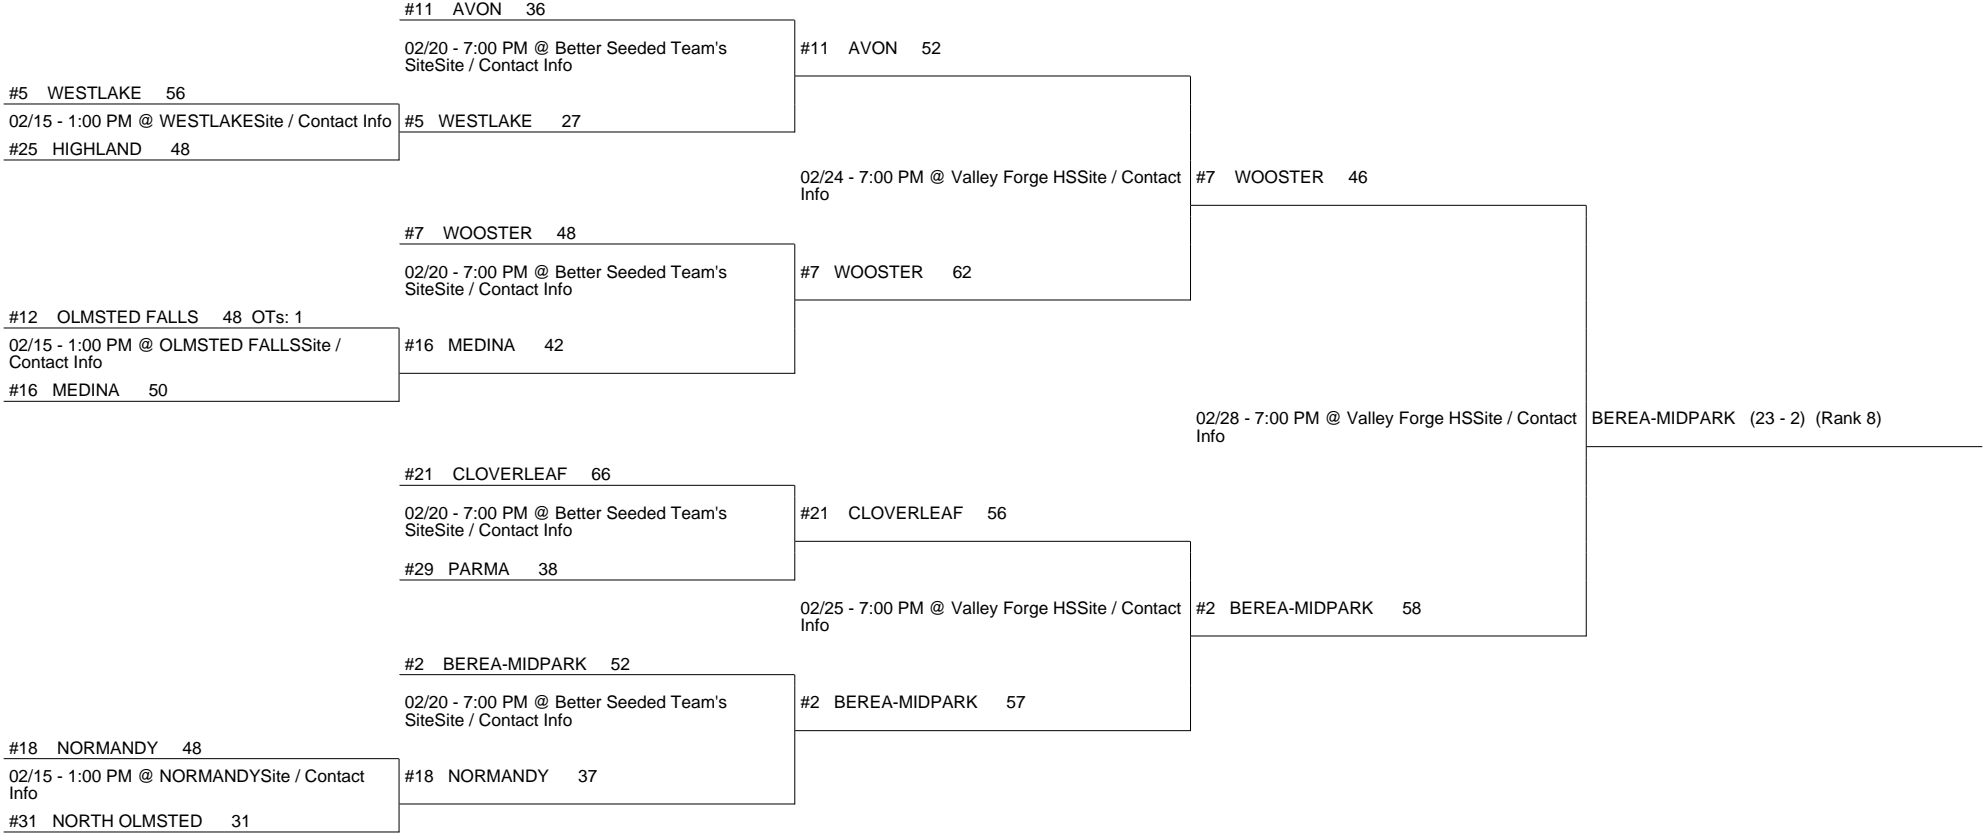 #11 AVON 36
02/20 - 7:00 PM @ Better Seeded Team's
SiteSite / Contact Info
#11 AVON 52
#5 WESTLAKE 56
02/15 - 1:00 PM @ WESTLAKESite / Contact Info
#5 WESTLAKE 27
#25 HIGHLAND 48
02/24 - 7:00 PM @ Valley Forge HSSite / Contact
Info
#7 WOOSTER 46
#7 WOOSTER 48
02/20 - 7:00 PM @ Better Seeded Team's
SiteSite / Contact Info
#7 WOOSTER 62
#12 OLMSTED FALLS 48 OTs: 1
02/15 - 1:00 PM @ OLMSTED FALLSSite /
Contact Info
#16 MEDINA 42
#16 MEDINA 50
02/28 - 7:00 PM @ Valley Forge HSSite / Contact
Info
BEREA-MIDPARK (23 - 2) (Rank 8)
#21 CLOVERLEAF 66
02/20 - 7:00 PM @ Better Seeded Team's
SiteSite / Contact Info
#21 CLOVERLEAF 56
#29 PARMA 38
02/25 - 7:00 PM @ Valley Forge HSSite / Contact
Info
#2 BEREA-MIDPARK 58
#2 BEREA-MIDPARK 52
02/20 - 7:00 PM @ Better Seeded Team's
SiteSite / Contact Info
#2 BEREA-MIDPARK 57
#18 NORMANDY 48
02/15 - 1:00 PM @ NORMANDYSite / Contact
Info
#18 NORMANDY 37
#31 NORTH OLMSTED 31